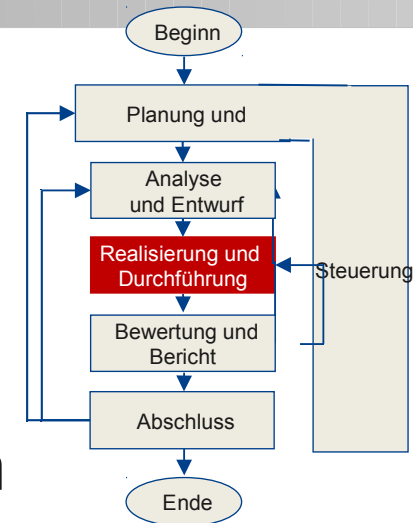 Beginn
Planung und
Analyse
und Entwurf
Realisierung und
Durchführung
Steuerung
Bewertung und
Bericht
Abschluss
Ende